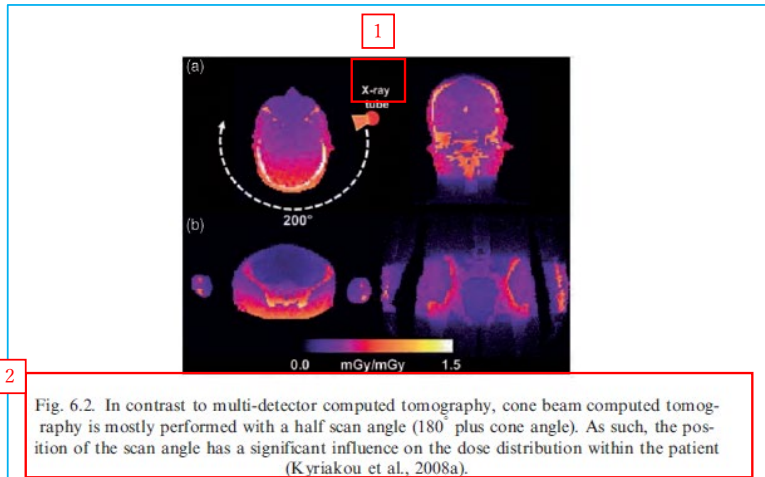 1
(a)
X-ray
tube
200°
(b)
0.0 mGy/mGy 1.5
2
Fig. 6.2. In contrast to multi-detector computed tomography, cone beam computed tomog-
raphy is mostly performed with a half scan angle (180° plus cone angle). As such, the pos-
ition of the scan angle has a significant influence on the dose distribution within the patient
(Kyriakou et al., 2008a).